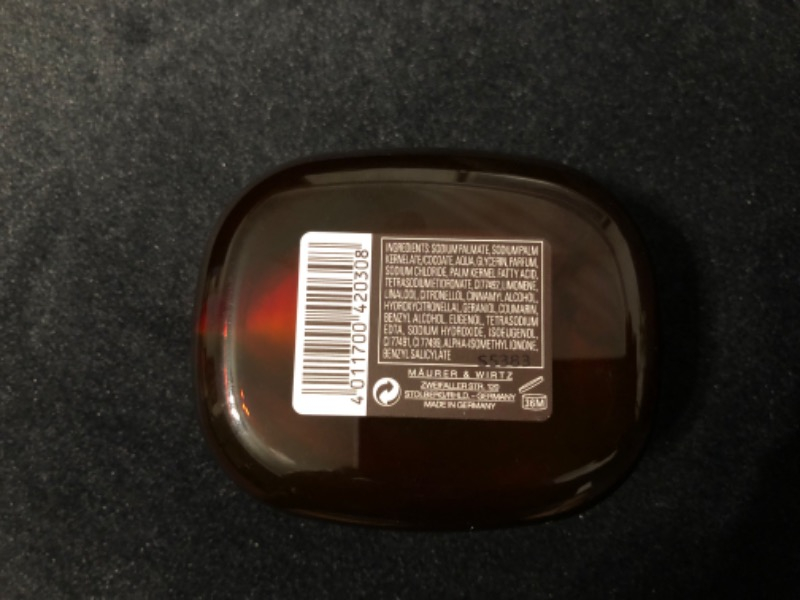 INGREDIENTS: SODIUM PALMATE, SODIUM PALM
KERNELATE/COCOATE, AQUA, GLYCERIN, PARFUM,
SODIUM CHLORIDE, PALM KERNEL FATTY ACID,
TETRASODIUM ETIDRONATE, CI 77492, LIMONENE,
LINALOOL, CITRONELLOL, CINNAMYL ALCOHOL,
HYDROXYCITRONELLAL, GERANIOL, COUMARIN,
BENZYL ALCOHOL, EUGENOL, TETRASODIUM
EDTA, SODIUM HYDROXIDE, ISOEUGENOL,
CI 77491, CI 77499, ALPHA-ISOMETHYL IONONE,
BENZYL SALICYLATE
S5383
MÄURER & WIRTZ
ZWEIFALLER STR. 120
STOLBERG/RHLD. - GERMANY
MADE IN GERMANY
36M
4 011700 420308